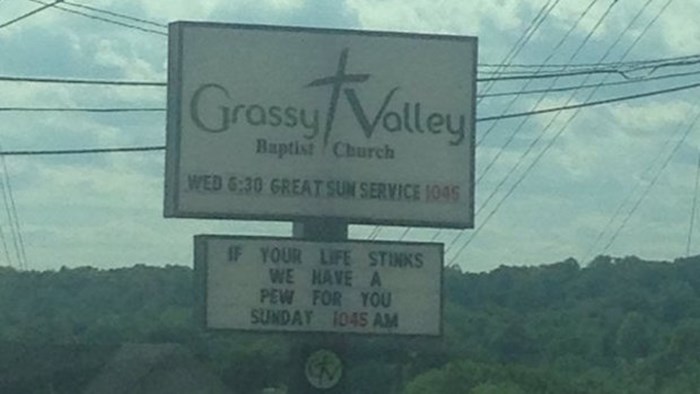 Grassy Valley
Baptist Church
WED 6:30 GREAT SUN SERVICE 1045
IF YOUR LIFE STINKS
WE HAVE A
PEW FOR YOU
SUNDAY 1045 AM